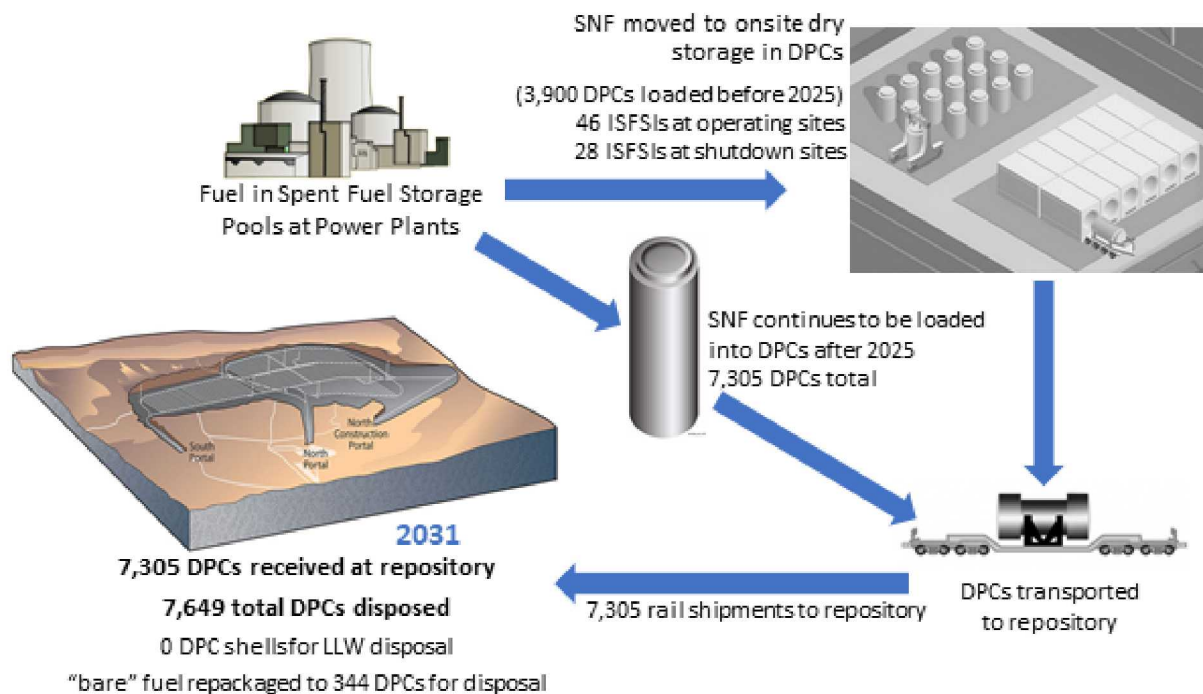 SNF moved to onsite dry
storage in DPCs
(3,900 DPCs loaded before 2025)
46 ISFSIs at operating sites
28 ISFSIs at shutdown sites
Fuel in Spent Fuel Storage
Pools at Power Plants
SNF continues to be loaded
into DPCs after 2025
7,305 DPCs total
South
Portal
North
Portal
North
Construction
Portal
2031
7,305 DPCs received at repository
7,649 total DPCs disposed
0 DPC shellsfor LLW disposal
"bare" fuel repackaged to 344 DPCs for disposal
7,305 rail shipments to repository
DPCs transported
to repository